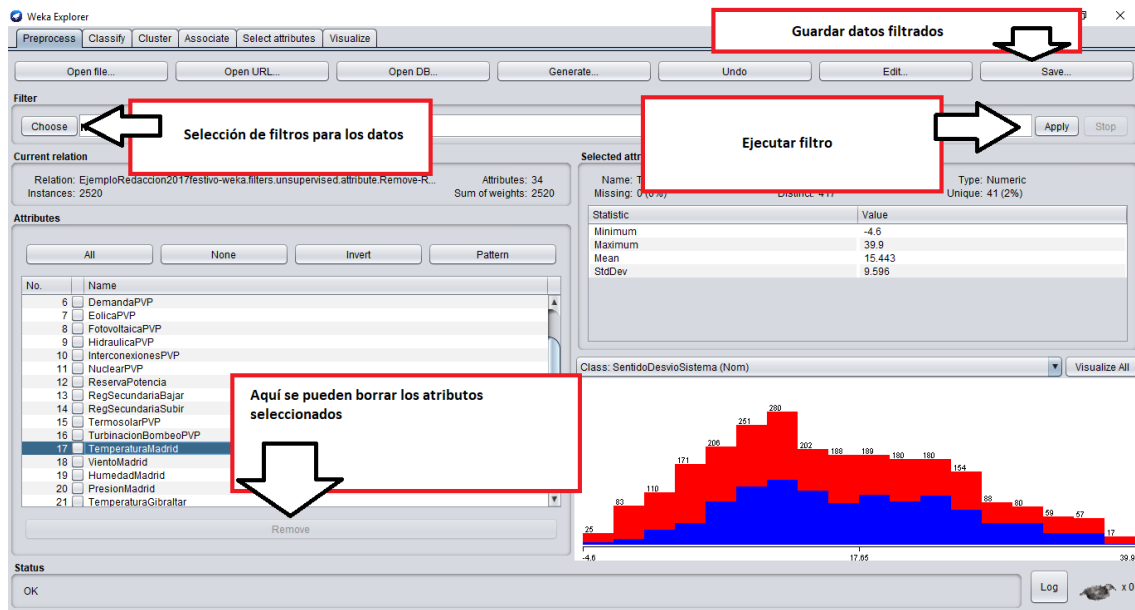 Weka Explorer
Preprocess Classify Cluster Associate Select attributes Visualize
Guardar datos filtrados
Open file... Open URL... Open DB... Generate... Undo Edit... Save...
Filter
Choose
Selección de filtros para los datos
Ejecutar filtro
Apply Stop
Current relation
Relation: EjemploRedaccion2017festivo-weka.filters.unsupervised.attribute.Remove-R... Attributes: 34
Instances: 2520 Sum of weights: 2520
Selected attr
Name: T Type: Numeric
Missing: 0 (0%) Distinct: 417 Unique: 41 (2%)
Statistic Value
Minimum -4.6
Maximum 39.9
Mean 15.443
StdDev 9.596
Attributes
All None Invert Pattern
No. Name
6 DemandaPVP
7 EolicaPVP
8 FotovoltaicaPVP
9 HidraulicaPVP
10 InterconexionesPVP
11 NuclearPVP
12 ReservaPotencia
13 RegSecundariaBajar
14 RegSecundariaSubir
15 TermosolarPVP
16 TurbinacionBombeoPVP
17 TemperaturaMadrid
18 VientoMadrid
19 HumedadMadrid
20 PresionMadrid
21 TemperaturaGibraltar
Aquí se pueden borrar los atributos
seleccionados
Remove
Class: SentidoDesvioSistema (Nom) Visualize All
25 83 110 171 206 251 280 202 188 189 180 180 154 88 80 59 57 17
-4.6 17.65 39.9
Status
OK
Log x 0